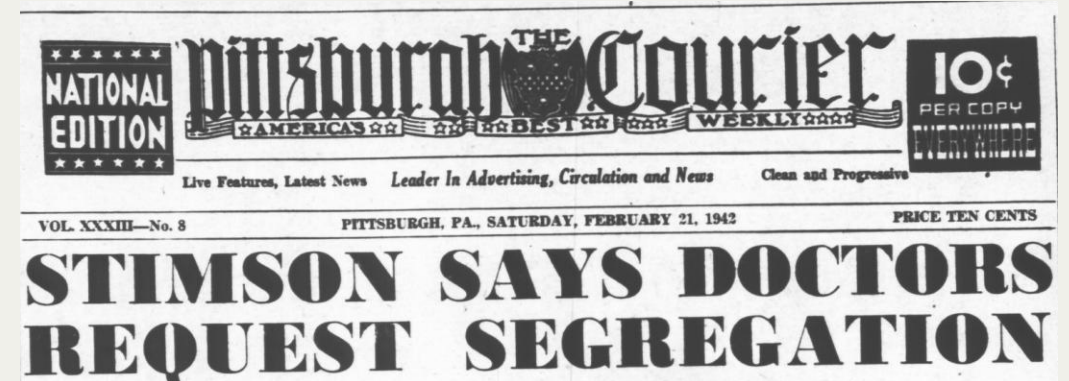 THE
NATIONAL
EDITION
Pittsburgh Courier
10¢
PER COPY
EVERYWHERE
AMERICA'S BEST WEEKLY
Live Features, Latest News Leader In Advertising, Circulation and News Clean and Progressive
VOL. XXXIII—No. 8 PITTSBURGH, PA., SATURDAY, FEBRUARY 21, 1942 PRICE TEN CENTS
STIMSON SAYS DOCTORS
REQUEST SEGREGATION